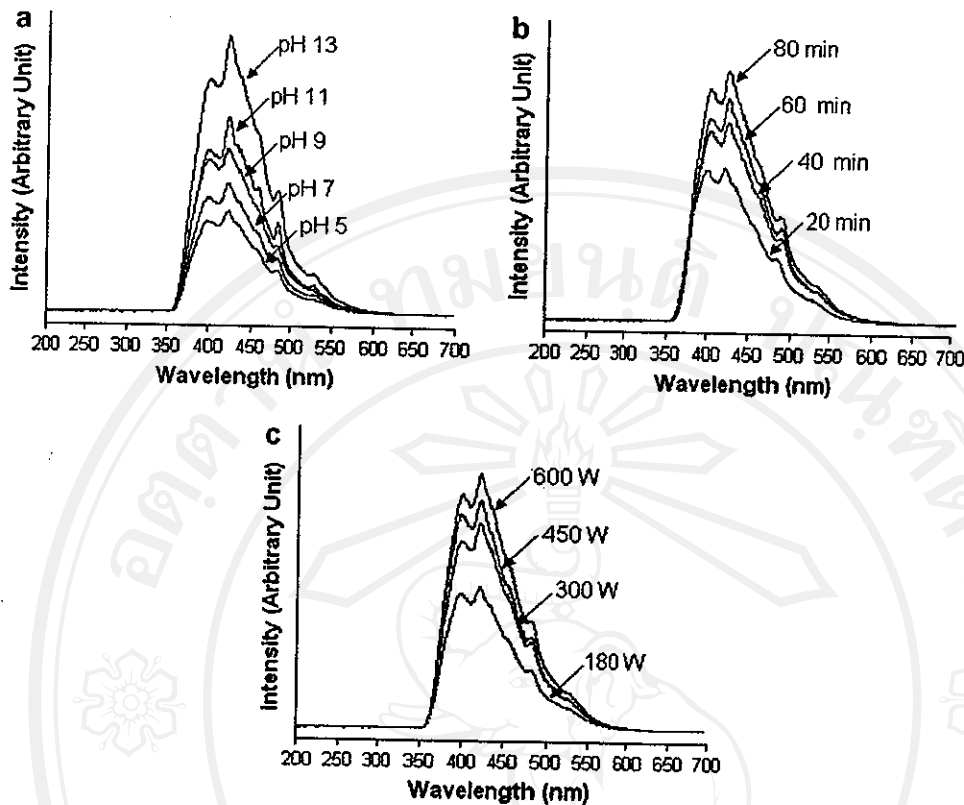 a
Intensity (Arbitrary Unit)
pH 13
pH 11
pH 9
pH 7
pH 5
200 250 300 350 400 450 500 550 600 650 700
Wavelength (nm)
b
Intensity (Arbitrary Unit)
80 min
60 min
40 min
20 min
200 250 300 350 400 450 500 550 600 650 700
Wavelength (nm)
c
Intensity (Arbitrary Unit)
600 W
450 W
300 W
180 W
200 250 300 350 400 450 500 550 600 650 700
Wavelength (nm)